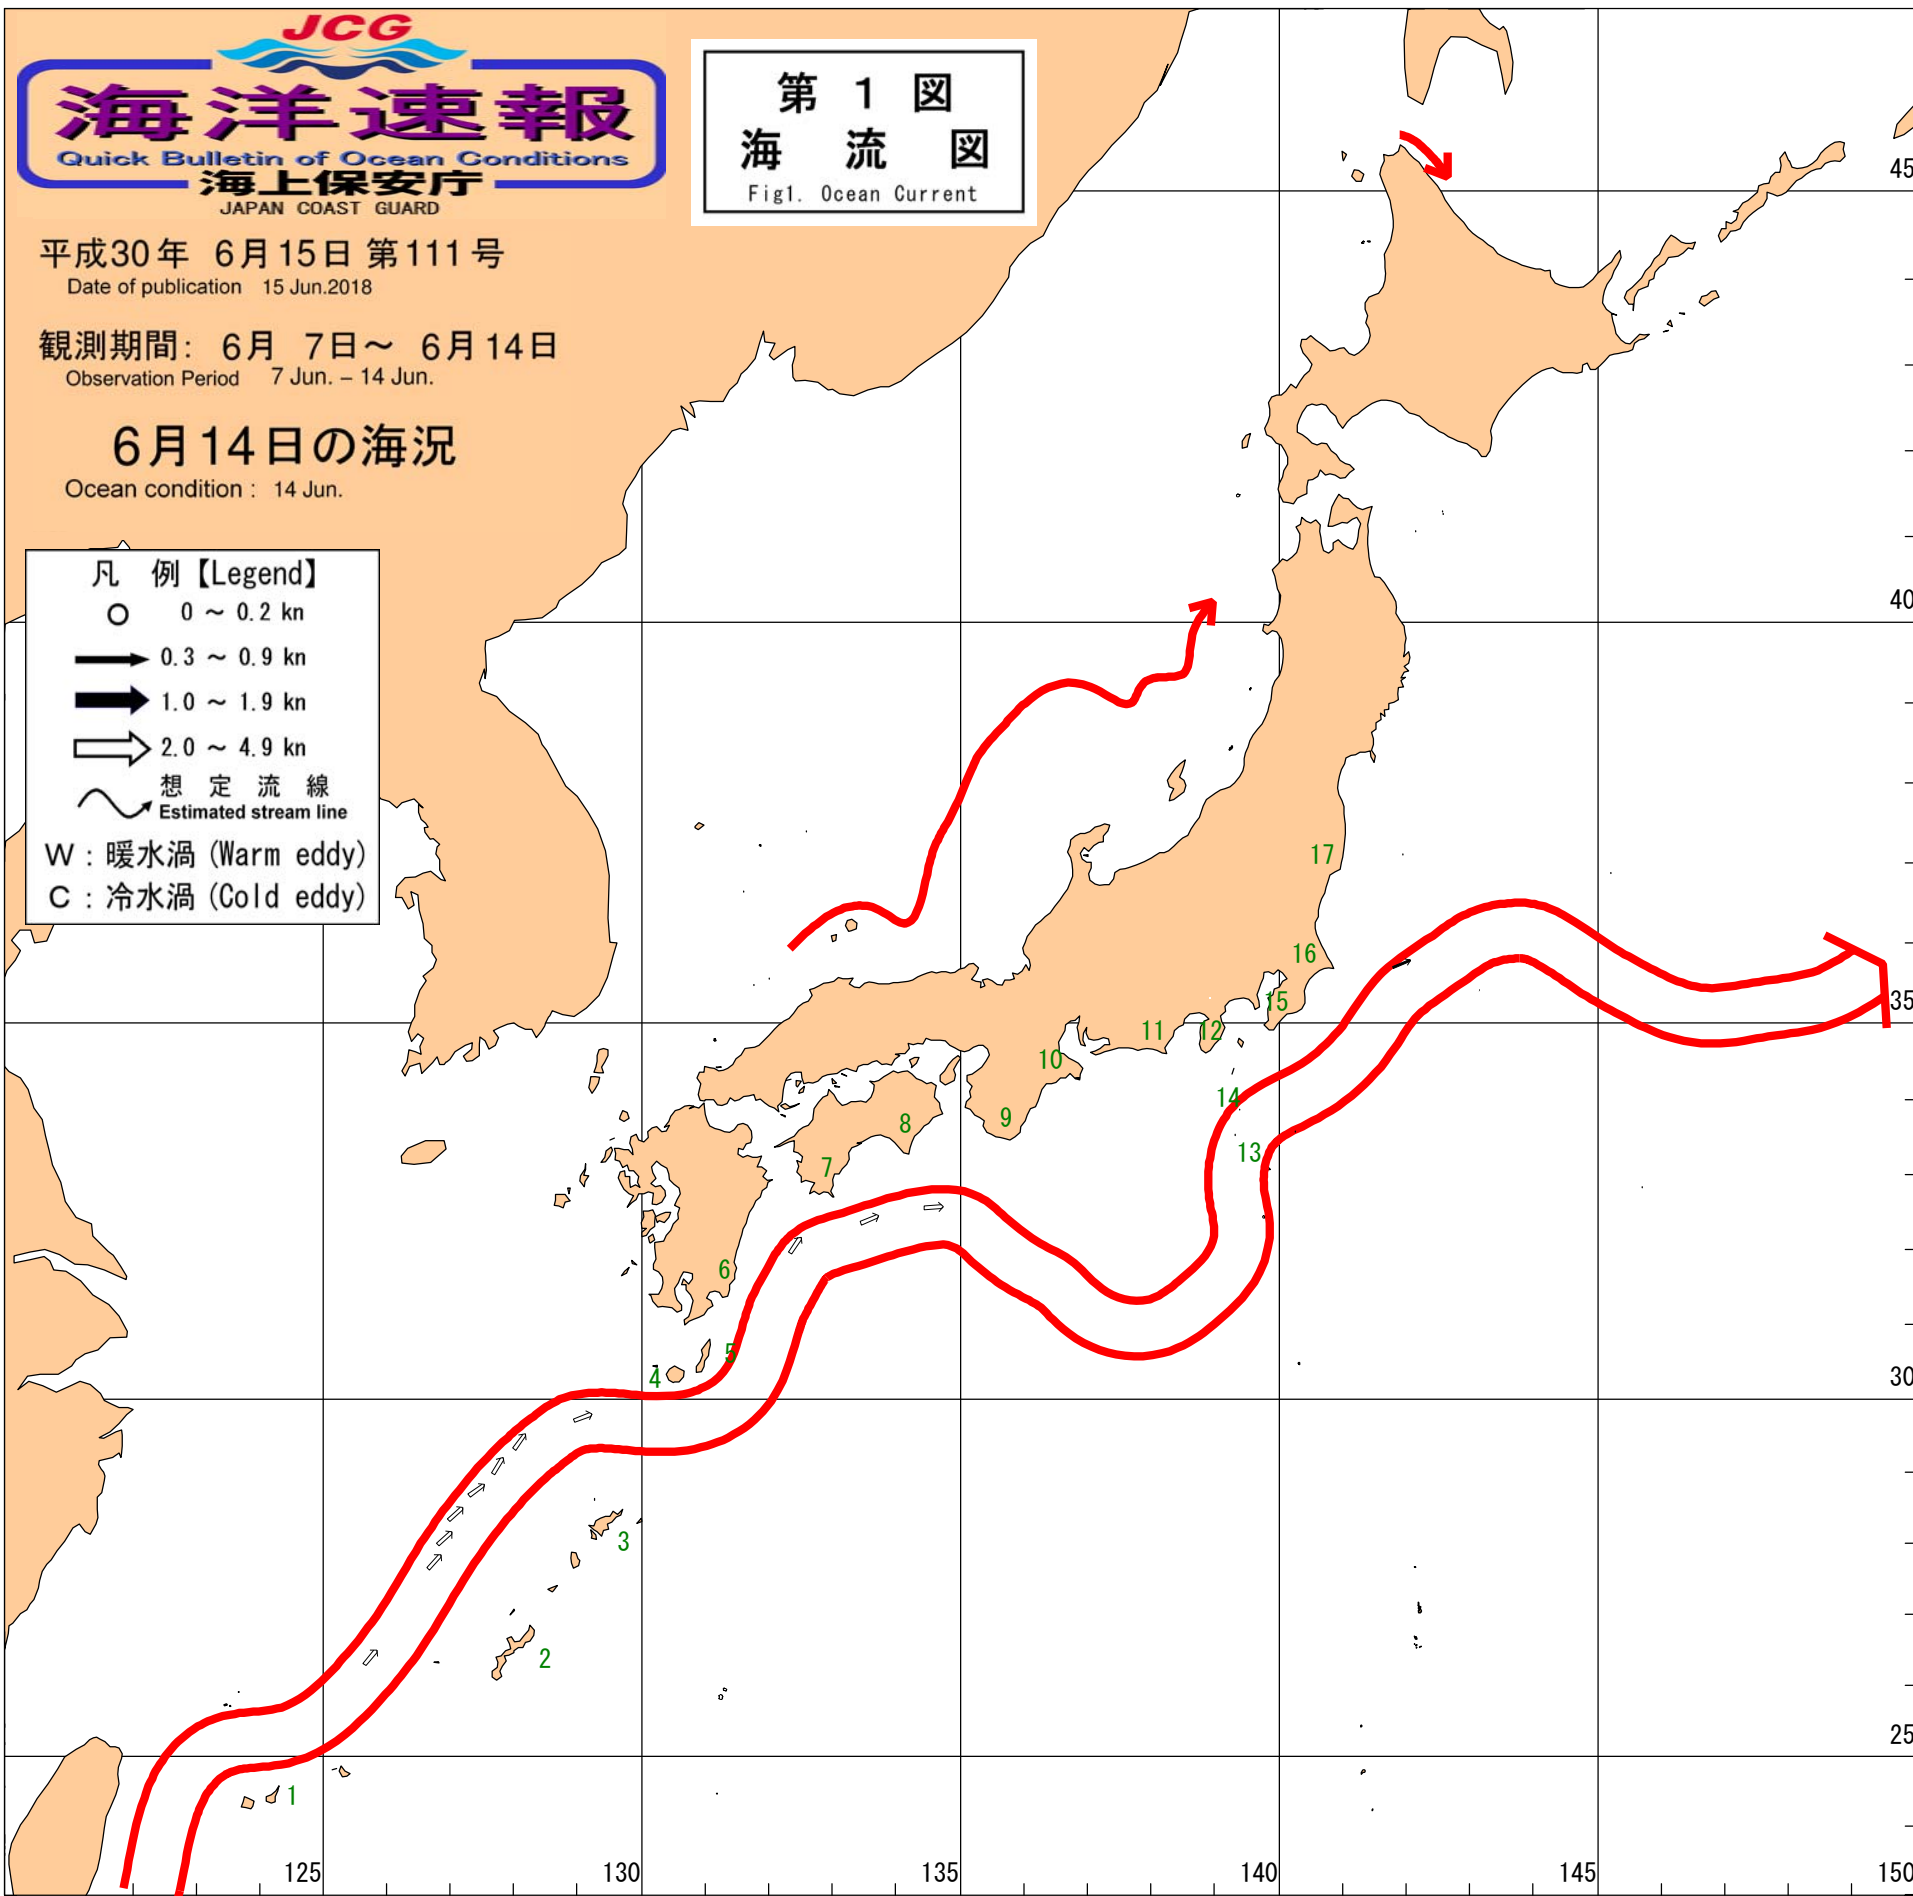 JCG
海洋速報
Quick Bulletin of Ocean Conditions
海上保安庁
JAPAN COAST GUARD
第 1 図
海 流 図
Fig1. Ocean Current
平成30年 6月15日 第111号
Date of publication 15 Jun.2018
観測期間: 6月 7日~ 6月14日
Observation Period 7 Jun. – 14 Jun.
6月14日の海況
Ocean condition : 14 Jun.
凡 例【Legend】
0 ~ 0.2 kn
0.3 ~ 0.9 kn
1.0 ~ 1.9 kn
2.0 ~ 4.9 kn
想 定 流 線
Estimated stream line
W : 暖水渦 (Warm eddy)
C : 冷水渦 (Cold eddy)
45
40
17
16
35
15
12
11
10
14
9
8
13
7
6
5
4
30
3
2
25
1
125
130
135
140
145
150